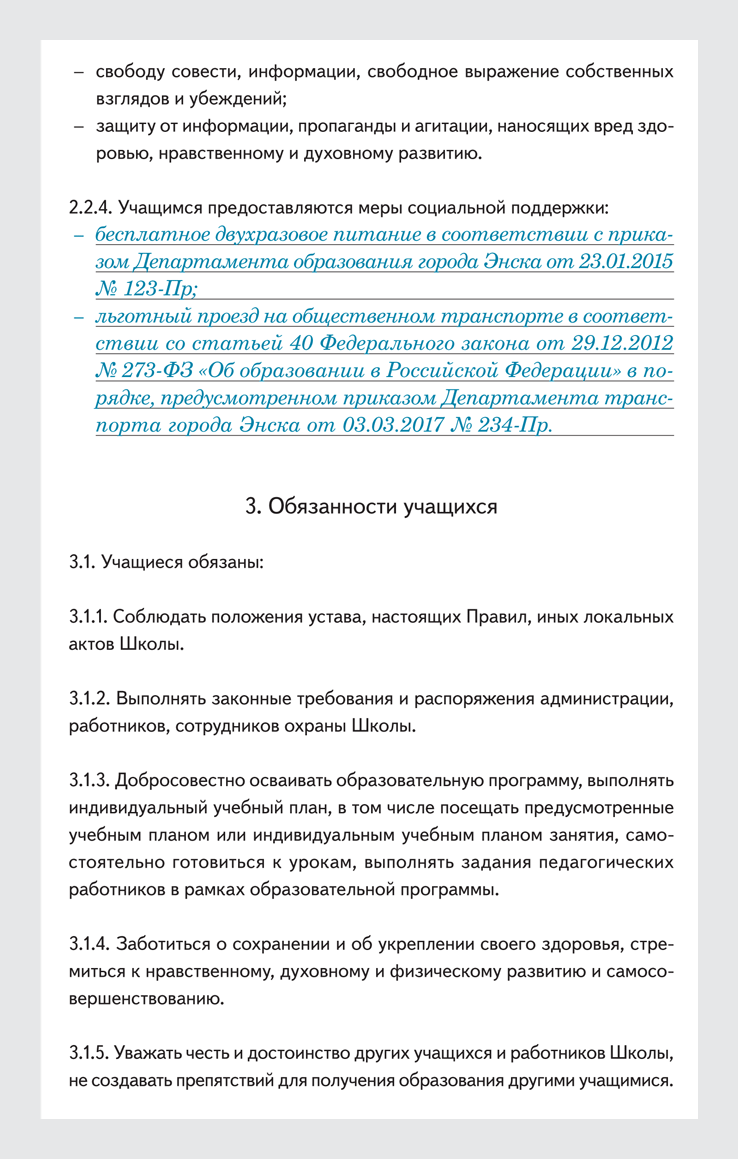 – свободу совести, информации, свободное выражение собственных
взглядов и убеждений;
– защиту от информации, пропаганды и агитации, наносящих вред здо-
ровью, нравственному и духовному развитию.
2.2.4. Учащимся предоставляются меры социальной поддержки:
– бесплатное двухразовое питание в соответствии с прика-
зом Департамента образования города Энска от 23.01.2015
№ 123-Пр;
– льготный проезд на общественном транспорте в соответ-
ствии со статьей 40 Федерального закона от 29.12.2012
№ 273-ФЗ «Об образовании в Российской Федерации» в по-
рядке, предусмотренном приказом Департамента транс-
порта города Энска от 03.03.2017 № 234-Пр.
3. Обязанности учащихся
3.1. Учащиеся обязаны:
3.1.1. Соблюдать положения устава, настоящих Правил, иных локальных
актов Школы.
3.1.2. Выполнять законные требования и распоряжения администрации,
работников, сотрудников охраны Школы.
3.1.3. Добросовестно осваивать образовательную программу, выполнять
индивидуальный учебный план, в том числе посещать предусмотренные
учебным планом или индивидуальным учебным планом занятия, само-
стоятельно готовиться к урокам, выполнять задания педагогических
работников в рамках образовательной программы.
3.1.4. Заботиться о сохранении и об укреплении своего здоровья, стре-
миться к нравственному, духовному и физическому развитию и самосо-
вершенствованию.
3.1.5. Уважать честь и достоинство других учащихся и работников Школы,
не создавать препятствий для получения образования другими учащимися.